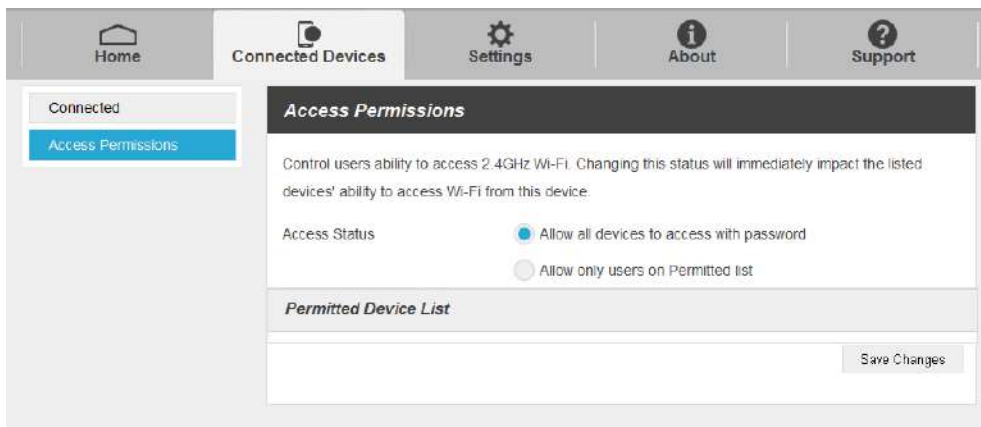 Home
Connected Devices
Settings
About
Support
Connected
Access Permissions
Access Permissions
Control users ability to access 2.4GHz Wi-Fi. Changing this status will immediately impact the listed
devices' ability to access Wi-Fi from this device.
Access Status
Allow all devices to access with password
Allow only users on Permitted list
Permitted Device List
Save Changes